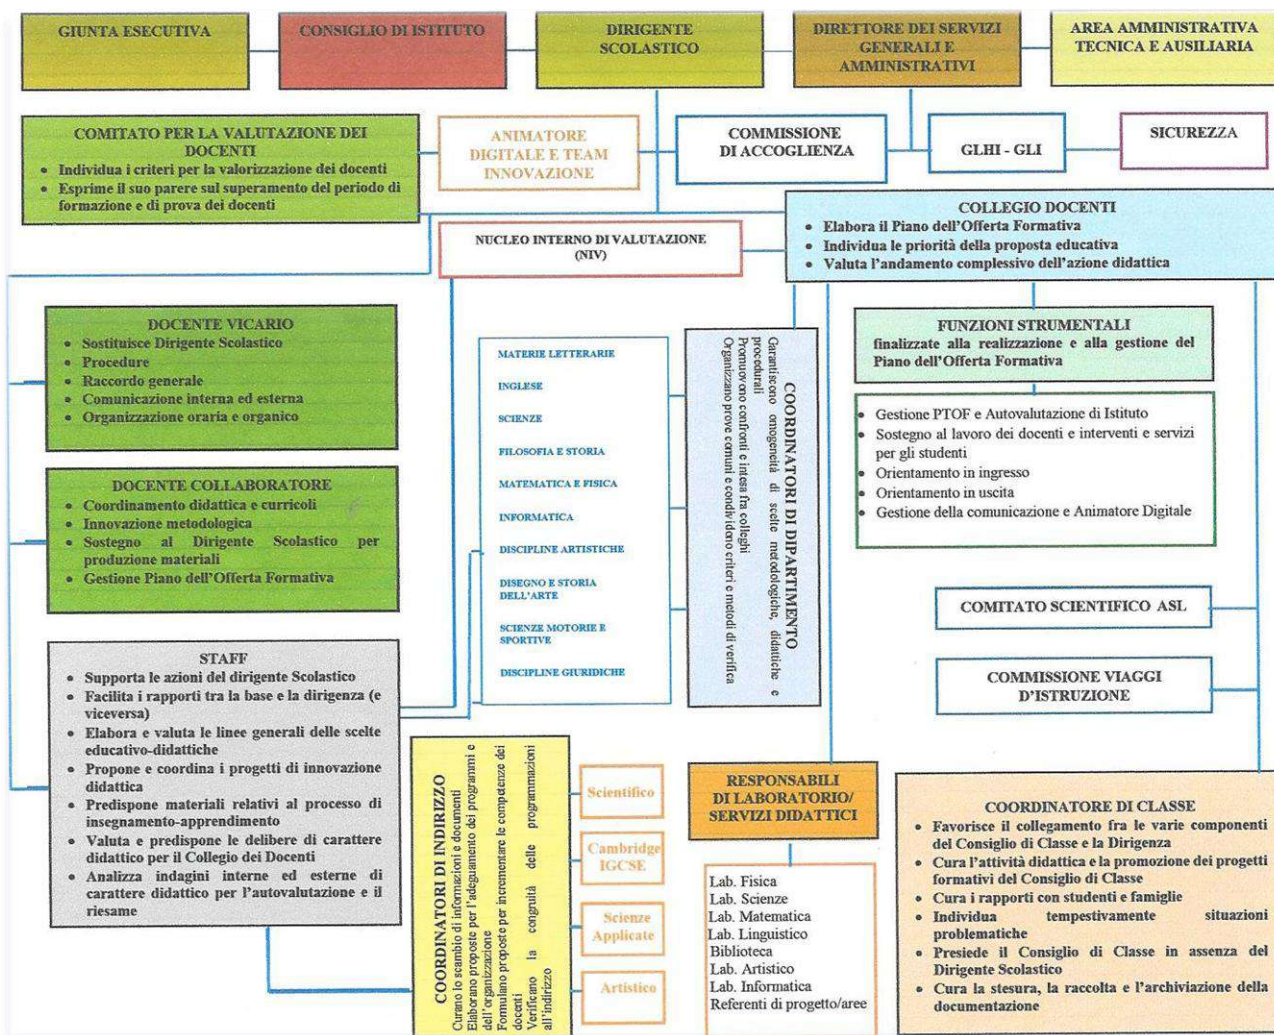 GIUNTA ESECUTIVA
CONSIGLIO DI ISTITUTO
DIRIGENTE
SCOLASTICO
DIRETTORE DEI SERVIZI
GENERALI E
AMMINISTRATIVI
AREA AMMINISTRATIVA
TECNICA E AUSILIARIA
COMITATO PER LA VALUTAZIONE DEI
DOCENTI
• Individua i criteri per la valorizzazione dei docenti
• Esprime il suo parere sul superamento del periodo di
formazione e di prova dei docenti
ANIMATORE
DIGITALE E TEAM
INNOVAZIONE
COMMISSIONE
DI ACCOGLIENZA
GLHI - GLI
SICUREZZA
COLLEGIO DOCENTI
• Elabora il Piano dell'Offerta Formativa
• Individua le priorità della proposta educativa
• Valuta l'andamento complessivo dell'azione didattica
NUCLEO INTERNO DI VALUTAZIONE
(NIV)
DOCENTE VICARIO
• Sostituisce Dirigente Scolastico
• Procedure
• Raccordo generale
• Comunicazione interna ed esterna
• Organizzazione oraria e organico
DOCENTE COLLABORATORE
• Coordinamento didattica e curricoli
• Innovazione metodologica
• Sostegno al Dirigente Scolastico per
produzione materiali
• Gestione Piano dell'Offerta Formativa
STAFF
• Supporta le azioni del dirigente Scolastico
• Facilita i rapporti tra la base e la dirigenza (e
viceversa)
• Elabora e valuta le linee generali delle scelte
educativo-didattiche
• Propone e coordina i progetti di innovazione
didattica
• Predispone materiali relativi al processo di
insegnamento-apprendimento
• Valuta e predispone le delibere di carattere
didattico per il Collegio dei Docenti
• Analizza indagini interne ed esterne di
carattere didattico per l'autovalutazione e il
riesame
MATERIE LETTERARIE
INGLESE
SCIENZE
FILOSOFIA E STORIA
MATEMATICA E FISICA
INFORMATICA
DISCIPLINE ARTISTICHE
DISEGNO E STORIA
DELL'ARTE
SCIENZE MOTORIE E
SPORTIVE
DISCIPLINE GIURIDICHE
COORDINATORI DI DIPARTIMENTO
Garantiscono omogeneità di scelte metodologiche, didattiche e
procedurali
Promuovono confronti e intesa fra colleghi
Organizzano prove comuni e condividono criteri e metodi di verifica
FUNZIONI STRUMENTALI
finalizzate alla realizzazione e alla gestione del
Piano dell'Offerta Formativa
• Gestione PTOF e Autovalutazione di Istituto
• Sostegno al lavoro dei docenti e interventi e servizi
per gli studenti
• Orientamento in ingresso
• Orientamento in uscita
• Gestione della comunicazione e Animatore Digitale
COMITATO SCIENTIFICO ASL
COMMISSIONE VIAGGI
D'ISTRUZIONE
COORDINATORI DI INDIRIZZO
Curano lo scambio di informazioni e documenti
Elaborano proposte per l'adeguamento dei programmi e
dell'organizzazione
Formulano proposte per incrementare le competenze dei
docenti
Verificano la congruità delle programmazioni
all'indirizzo
Scientifico
Cambridge
IGCSE
Scienze
Applicate
Artistico
RESPONSABILI
DI LABORATORIO/
SERVIZI DIDATTICI
Lab. Fisica
Lab. Scienze
Lab. Matematica
Lab. Linguistico
Biblioteca
Lab. Artistico
Lab. Informatica
Referenti di progetto/aree
COORDINATORE DI CLASSE
• Favorisce il collegamento fra le varie componenti
del Consiglio di Classe e la Dirigenza
• Cura l'attività didattica e la promozione dei progetti
formativi del Consiglio di Classe
• Cura i rapporti con studenti e famiglie
• Individua tempestivamente situazioni
problematiche
• Presiede il Consiglio di Classe in assenza del
Dirigente Scolastico
• Cura la stesura, la raccolta e l'archiviazione della
documentazione